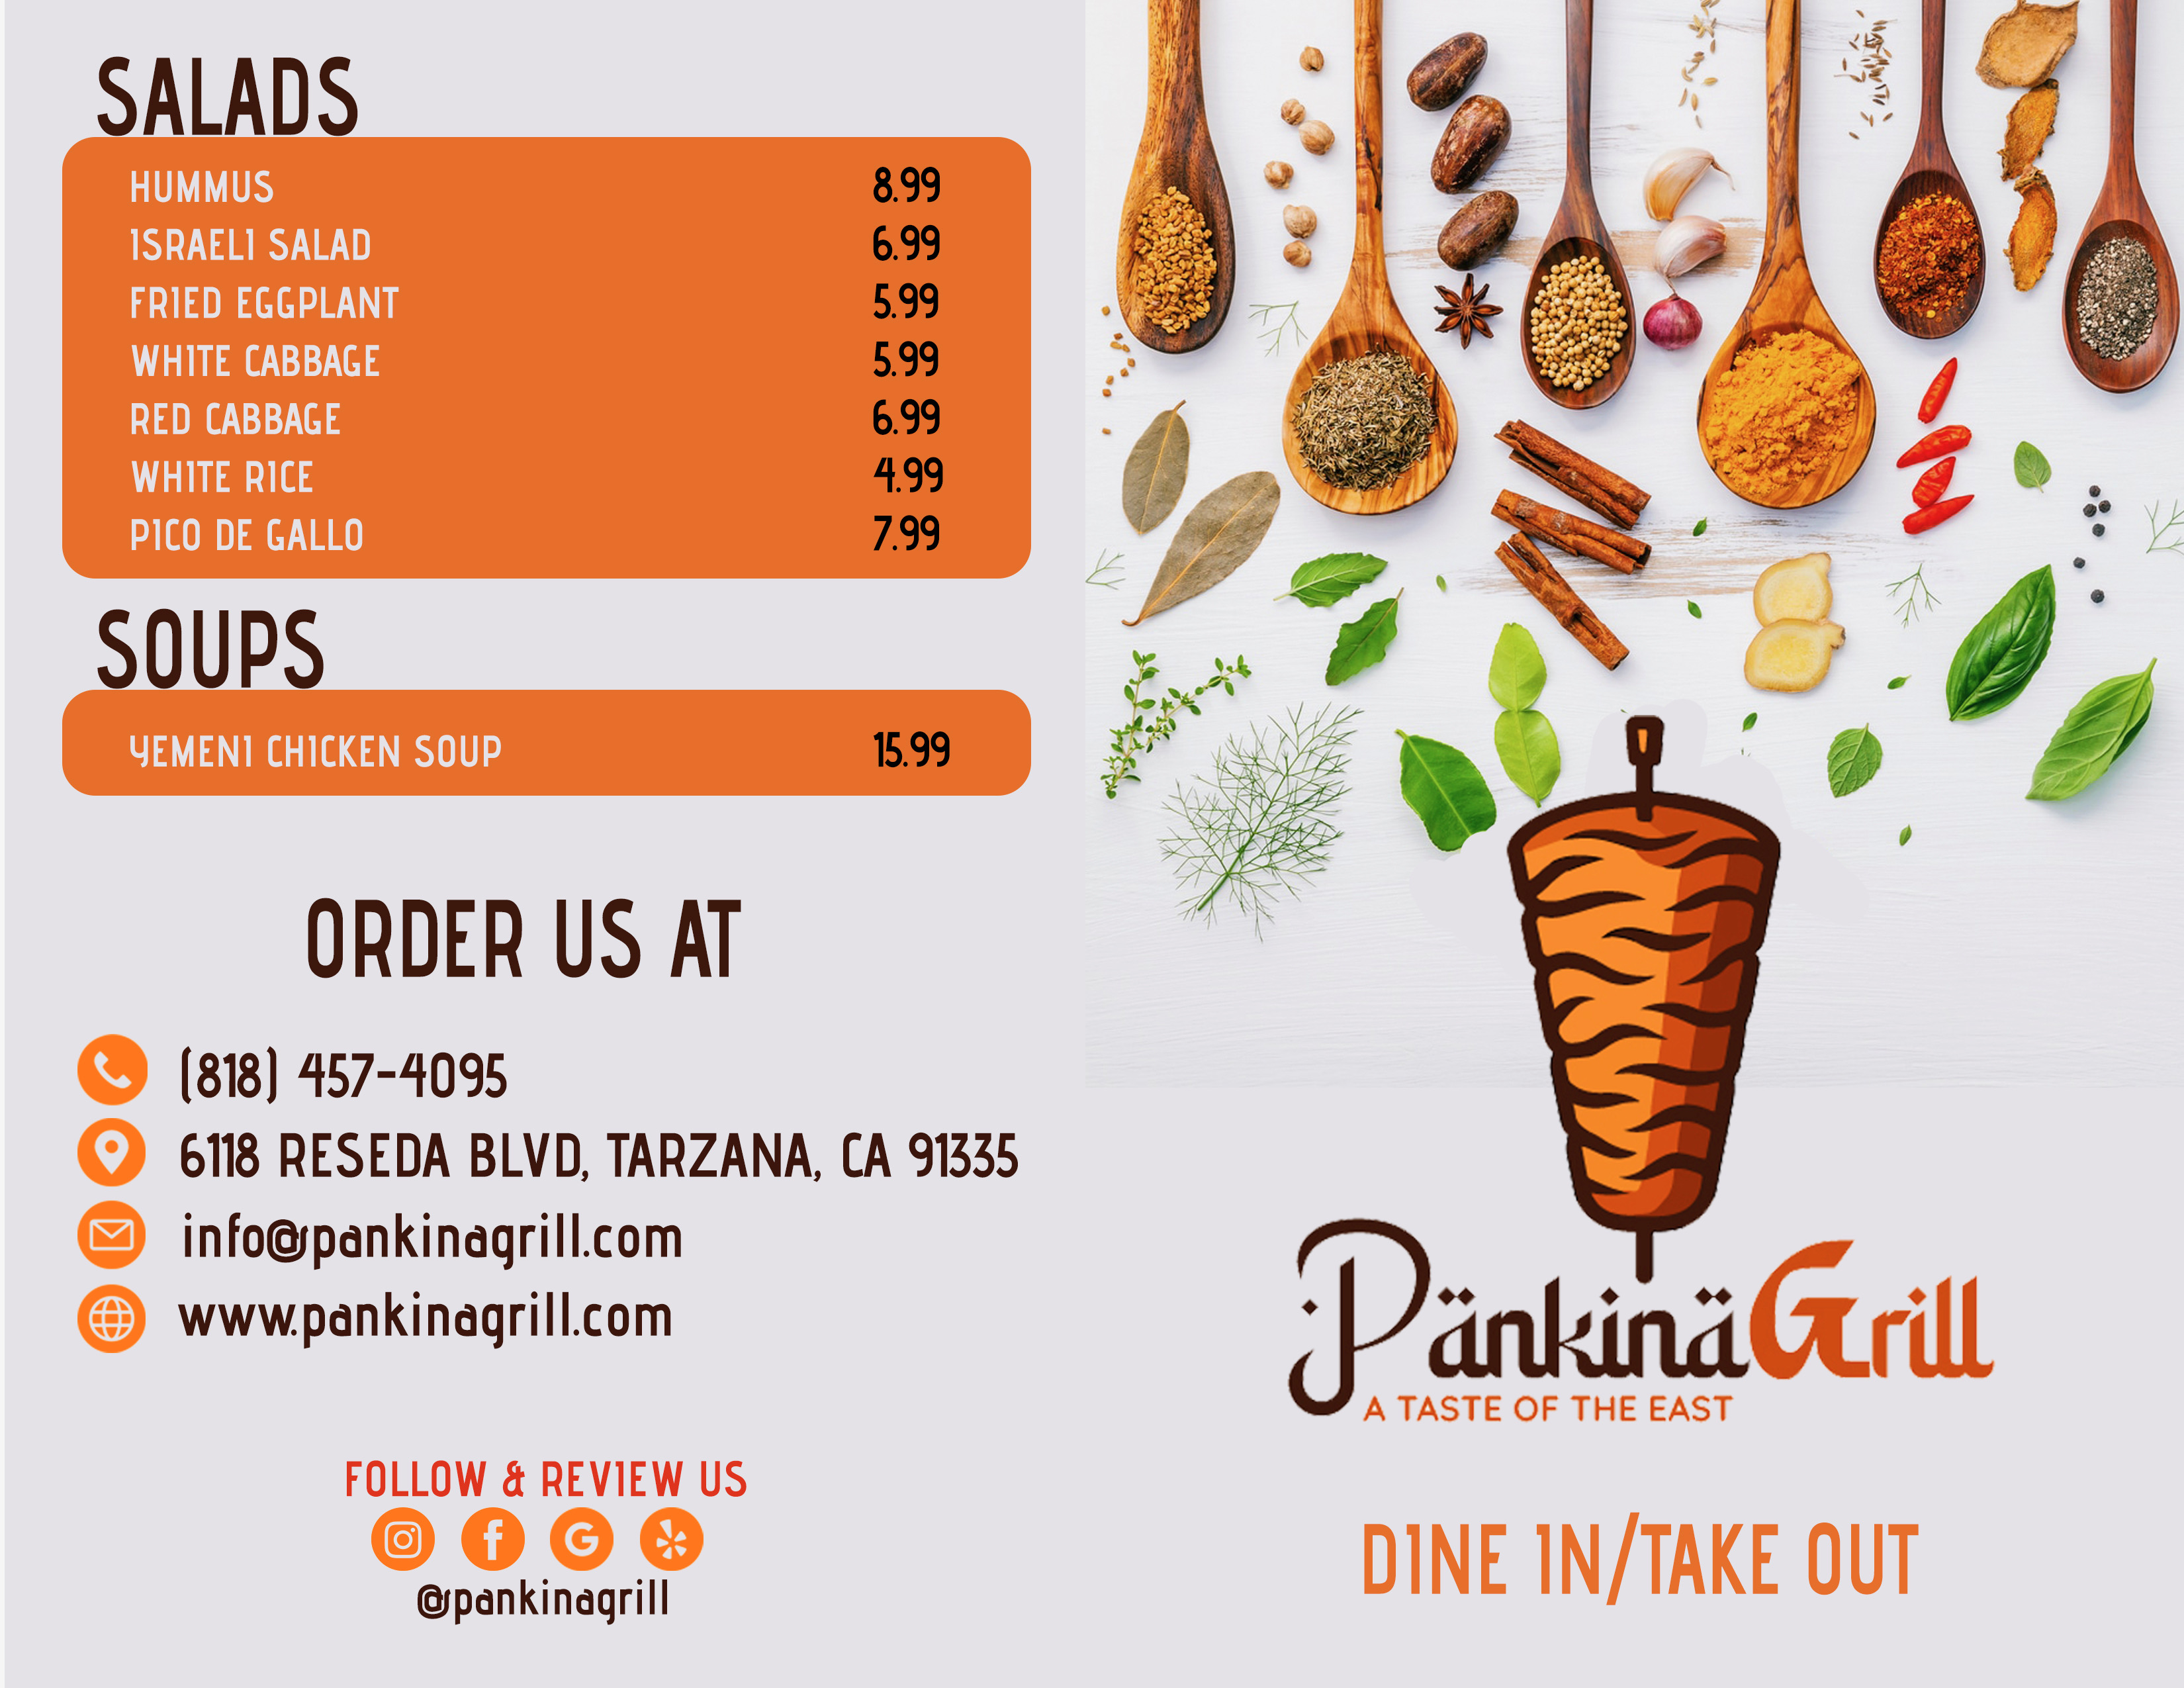 SALADS
HUMMUS 8.99
ISRAELI SALAD 6.99
FRIED EGGPLANT 5.99
WHITE CABBAGE 5.99
RED CABBAGE 6.99
WHITE RICE 4.99
PICO DE GALLO 7.99
SOUPS
YEMENI CHICKEN SOUP 15.99
ORDER US AT
(818) 457-4095
6118 RESEDA BLVD, TARZANA, CA 91335
info@pankinagrill.com
www.pankinagrill.com
FOLLOW & REVIEW US
@pankinagrill
PänkinäGrill
A TASTE OF THE EAST
DINE IN/TAKE OUT